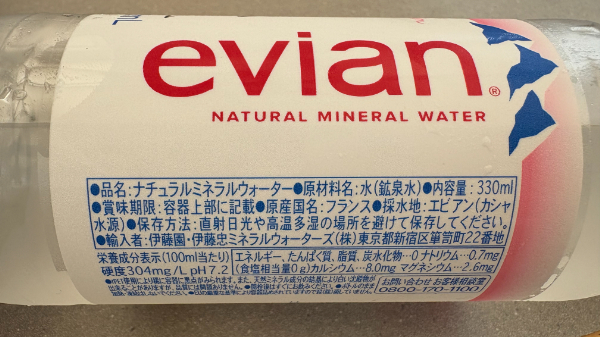 mL
evian®
NATURAL MINERAL WATER
●品名:ナチュラルミネラルウォーター●原材料名:水(鉱泉水)●内容量:330ml
●賞味期限:容器上部に記載●原産国名:フランス●採水地:エビアン(カシャ
水源)●保存方法:直射日光や高温多湿の場所を避けて保存してください。
●輸入者:伊藤園・伊藤忠ミネラルウォーターズ(株)東京都新宿区箪笥町22番地
栄養成分表示(100ml当たり)
硬度304mg/L pH7.2
エネルギー、たんぱく質、脂質、炭水化物…0 ナトリウム…0.7mg
(食塩相当量0g)カルシウム…8.0mg マグネシウム…2.6mg
お問い合わせ お客様相談室
0800-170-1100